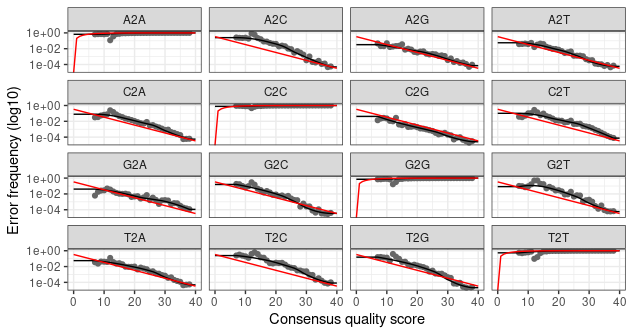 Error frequency (log10)
A2A A2C A2G A2T
1e+00
1e-02
1e-04
C2A C2C C2G C2T
1e+00
1e-02
1e-04
G2A G2C G2G G2T
1e+00
1e-02
1e-04
T2A T2C T2G T2T
1e+00
1e-02
1e-04
0 10 20 30 40 0 10 20 30 40 0 10 20 30 40 0 10 20 30 40
Consensus quality score